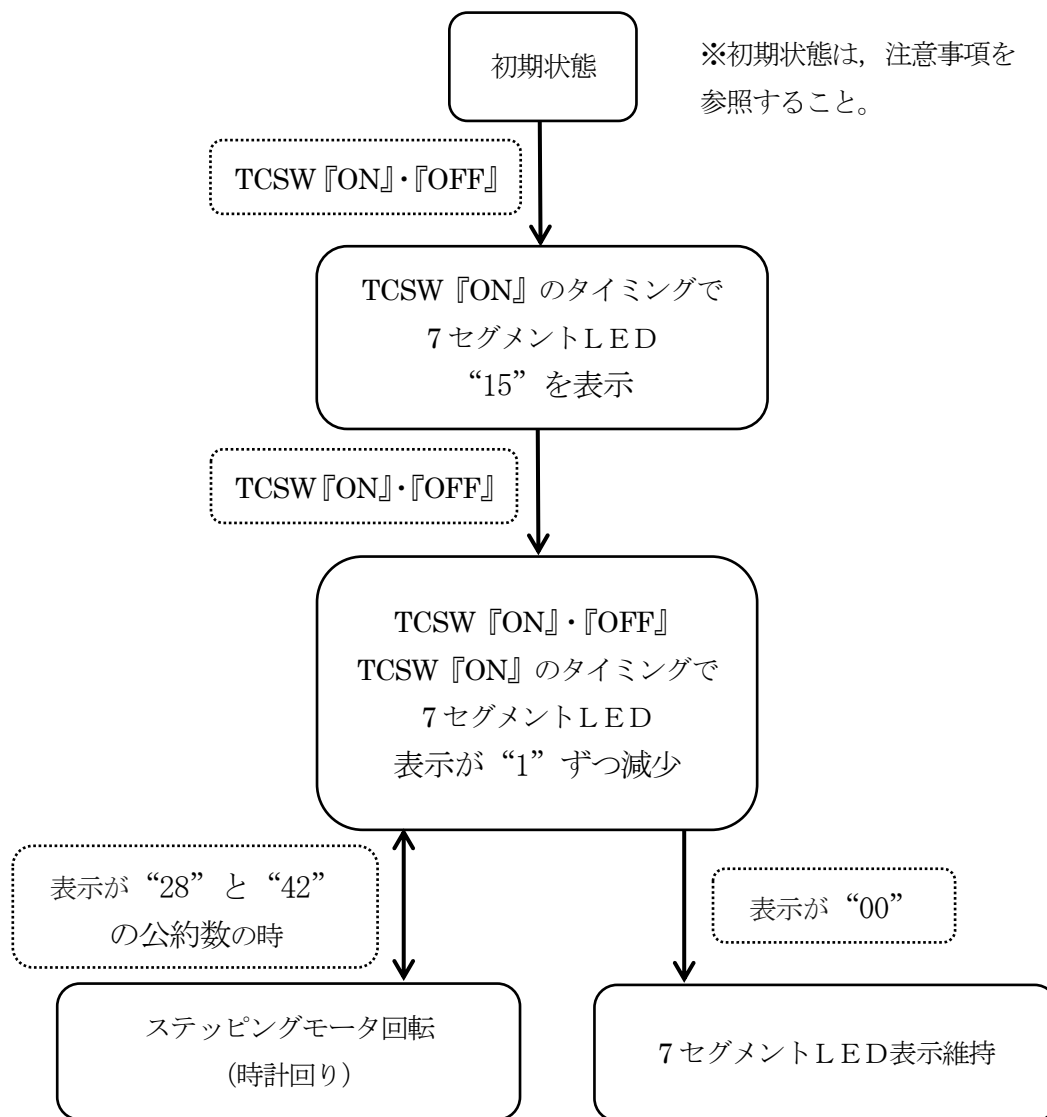 初期状態
※初期状態は，注意事項を
参照すること。
TCSW『ON』・『OFF』
TCSW『ON』のタイミングで
7セグメントＬＥＤ
“15”を表示
TCSW『ON』・『OFF』
TCSW『ON』・『OFF』
TCSW『ON』のタイミングで
7セグメントＬＥＤ
表示が“1”ずつ減少
表示が“28”と“42”
の公約数の時
表示が“00”
ステッピングモータ回転
（時計回り）
7セグメントＬＥＤ表示維持